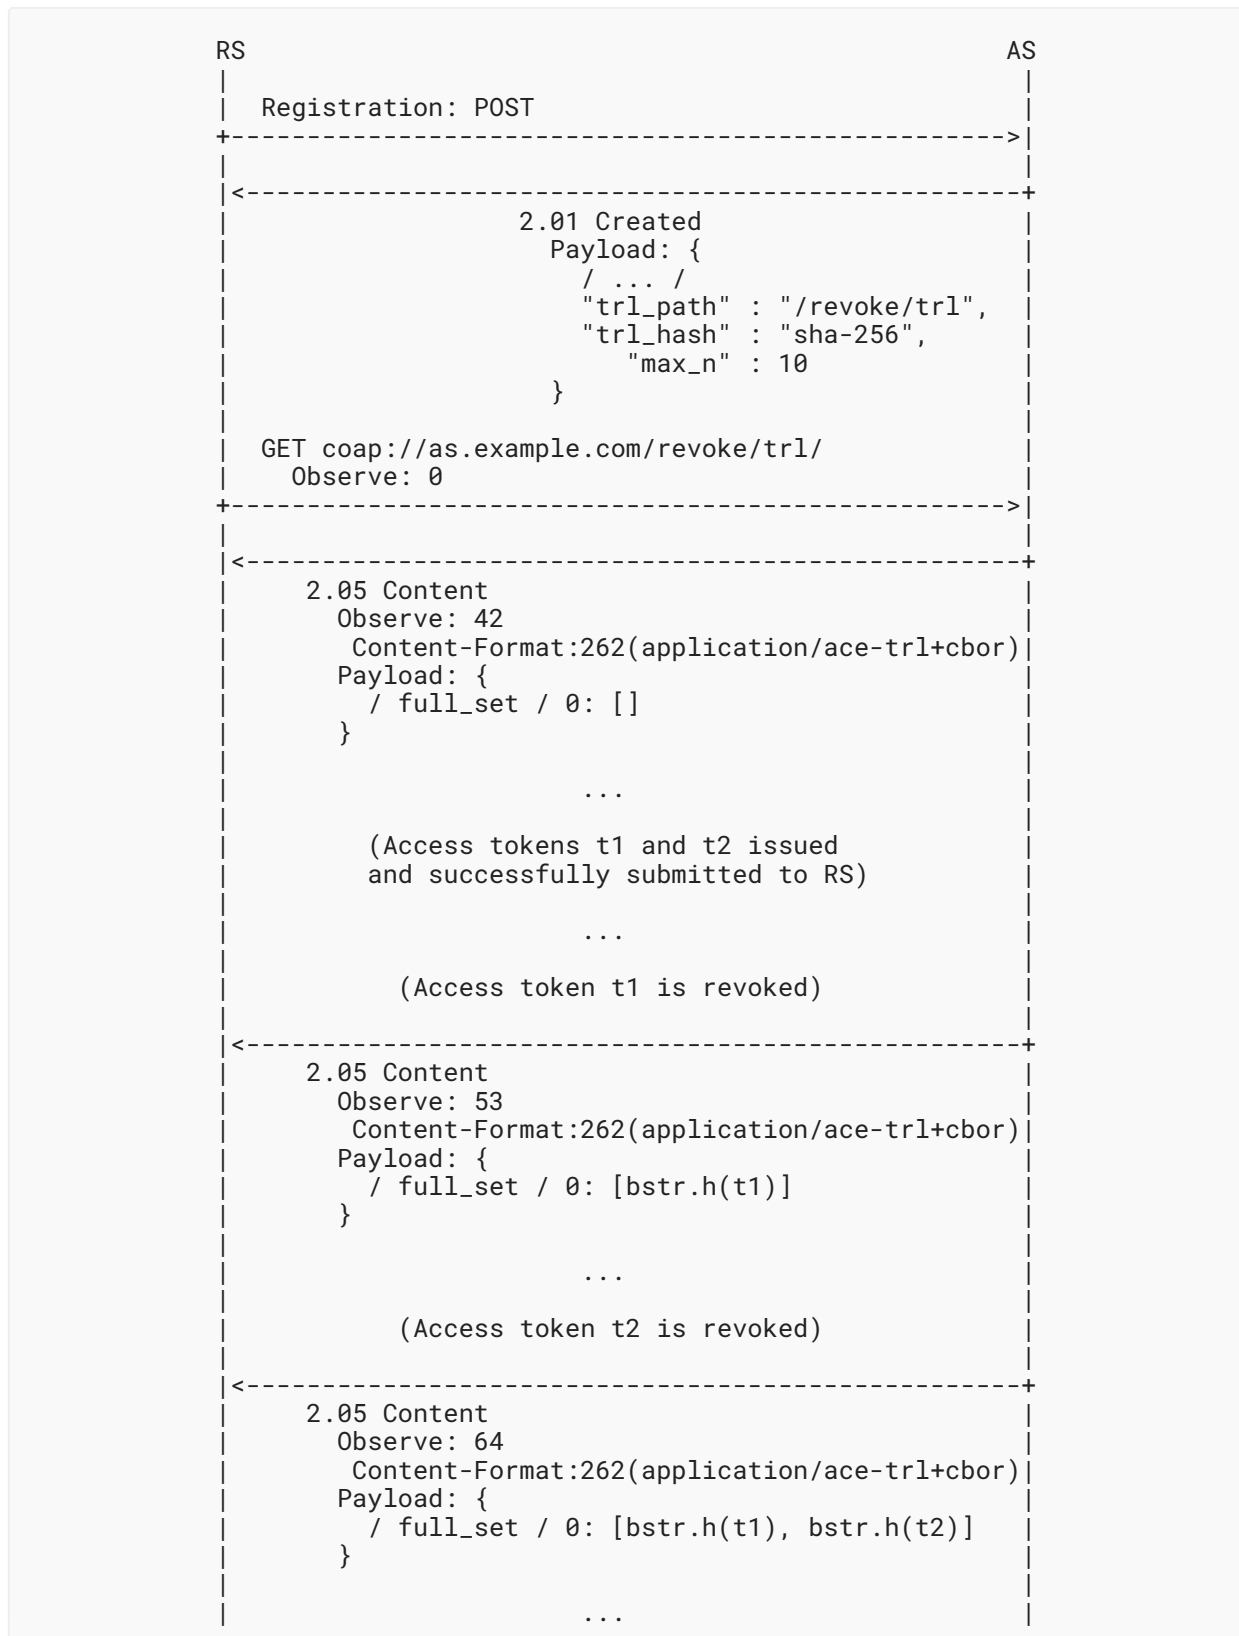 RS                                                  AS
|                                                    |
|  Registration: POST                                |
+--------------------------------------------------->|
|                                                    |
|<---------------------------------------------------+
|                   2.01 Created                     |
|                     Payload: {                     |
|                       / ... /                      |
|                       "trl_path" : "/revoke/trl",  |
|                       "trl_hash" : "sha-256",      |
|                          "max_n" : 10              |
|                     }                              |
|                                                    |
|  GET coap://as.example.com/revoke/trl/             |
|    Observe: 0                                      |
+--------------------------------------------------->|
|                                                    |
|<---------------------------------------------------+
|     2.05 Content                                   |
|       Observe: 42                                  |
|        Content-Format:262(application/ace-trl+cbor)|
|       Payload: {                                   |
|         / full_set / 0: []                         |
|       }                                            |
|                                                    |
|                       ...                          |
|                                                    |
|         (Access tokens t1 and t2 issued            |
|         and successfully submitted to RS)          |
|                                                    |
|                       ...                          |
|                                                    |
|           (Access token t1 is revoked)             |
|                                                    |
|<---------------------------------------------------+
|     2.05 Content                                   |
|       Observe: 53                                  |
|        Content-Format:262(application/ace-trl+cbor)|
|       Payload: {                                   |
|         / full_set / 0: [bstr.h(t1)]               |
|       }                                            |
|                                                    |
|                       ...                          |
|                                                    |
|           (Access token t2 is revoked)             |
|                                                    |
|<---------------------------------------------------+
|     2.05 Content                                   |
|       Observe: 64                                  |
|        Content-Format:262(application/ace-trl+cbor)|
|       Payload: {                                   |
|         / full_set / 0: [bstr.h(t1), bstr.h(t2)]   |
|       }                                            |
|                                                    |
|                       ...                          |